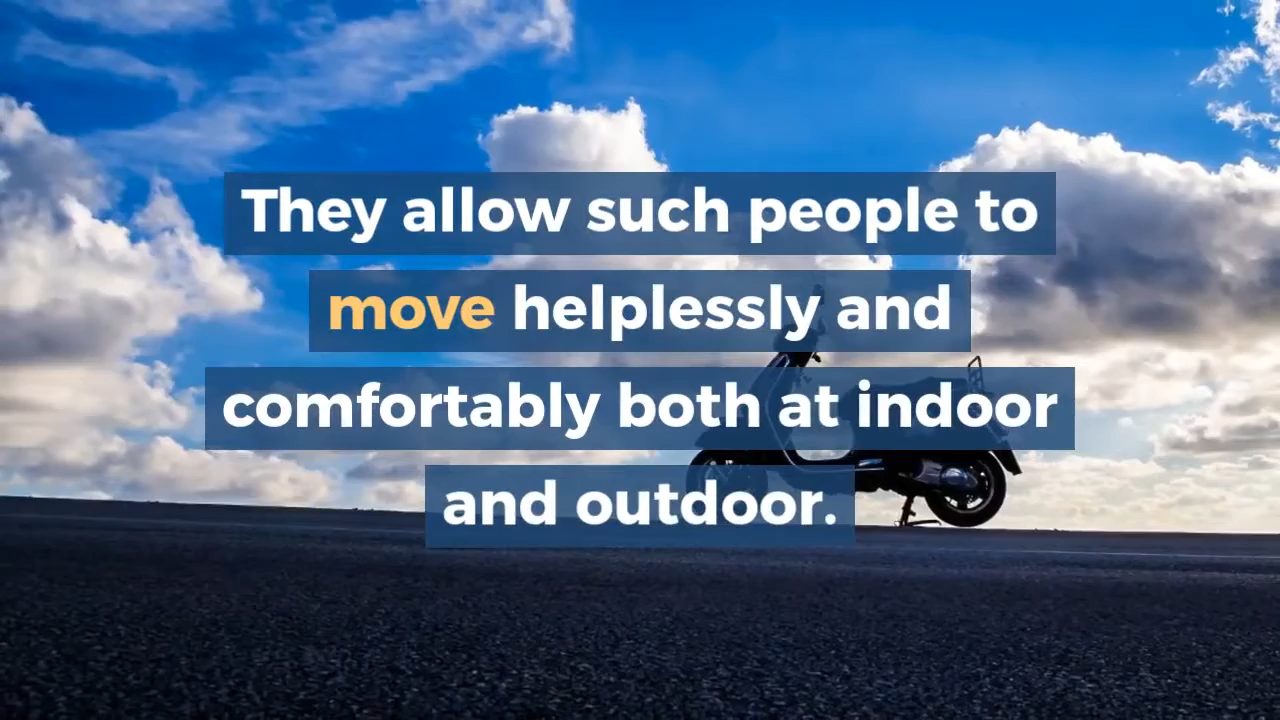 They allow such people to
move helplessly and
comfortably both at indoor
and outdoor.